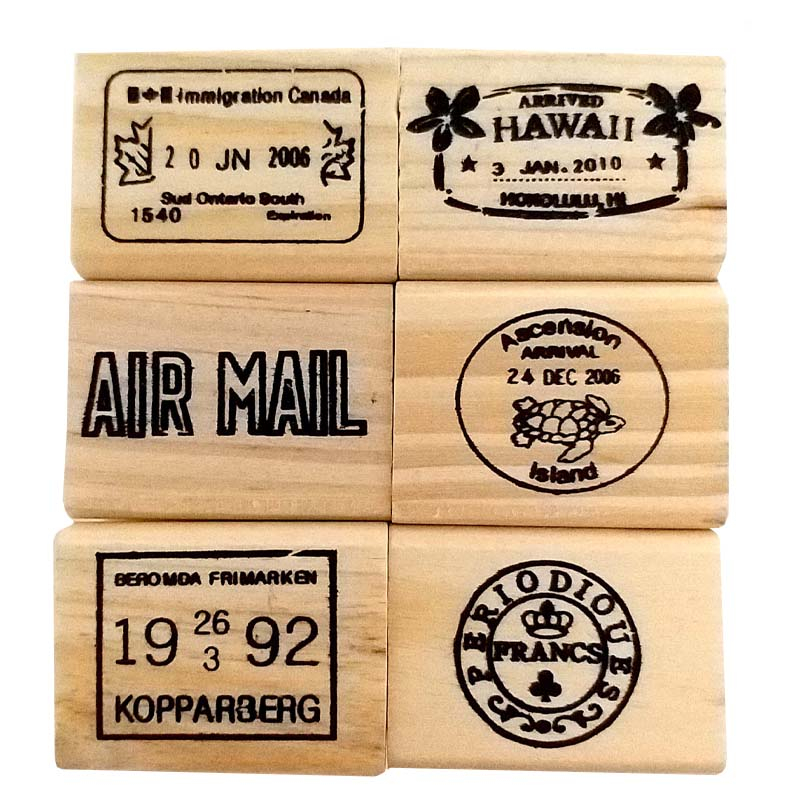 Immigration Canada
20 JN 2006
Sud Ontario South
1540 Expiration
ARRIVED
HAWAII
3 JAN. 2010
HONOLULU, HI
AIR MAIL
Ascension
ARRIVAL
24 DEC 2006
Island
BEROMDA FRIMARKEN
19 26/3 92
KOPPARBERG
PERIODIQUES
FRANCS